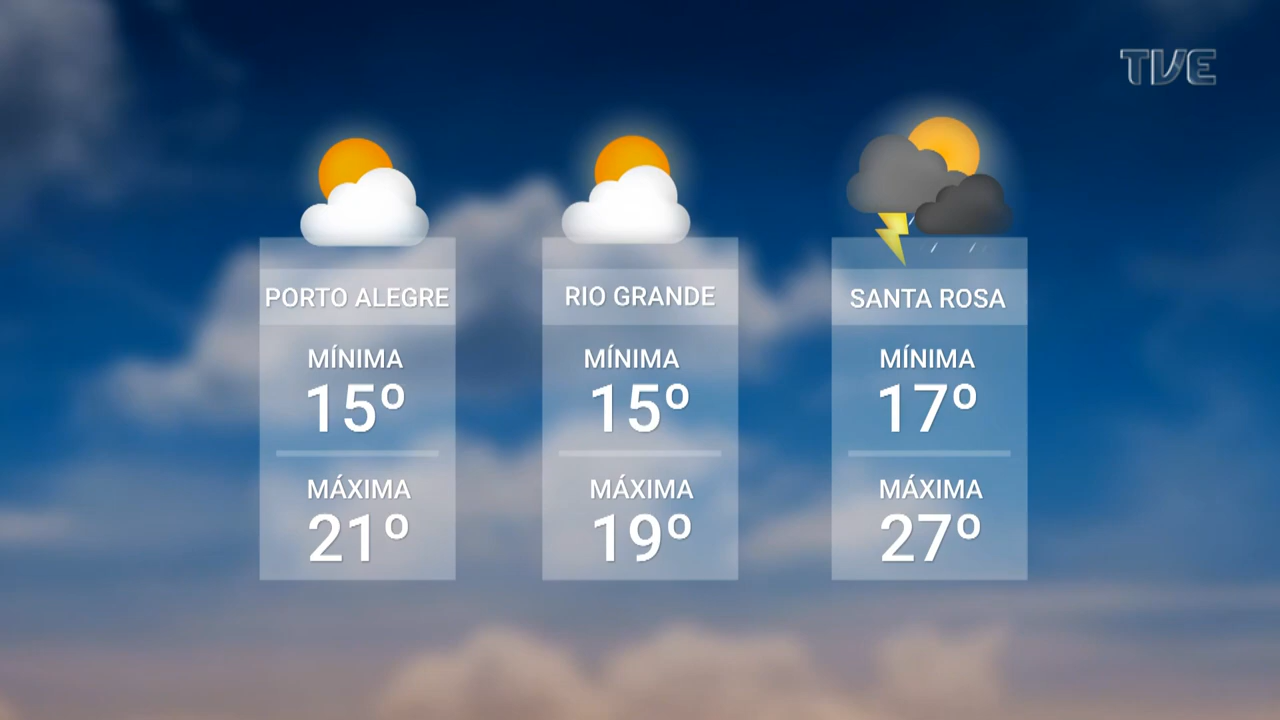 TVE
PORTO ALEGRE
MÍNIMA
15º
MÁXIMA
21º
RIO GRANDE
MÍNIMA
15º
MÁXIMA
19º
SANTA ROSA
MÍNIMA
17º
MÁXIMA
27º